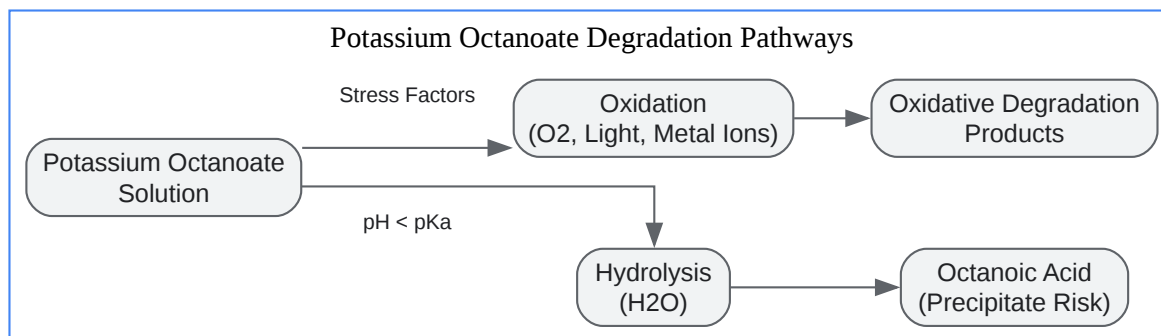 Potassium Octanoate Degradation Pathways
Stress Factors
Oxidation
(O2, Light, Metal Ions)
Oxidative Degradation
Products
Potassium Octanoate
Solution
pH < pKa
Hydrolysis
(H2O)
Octanoic Acid
(Precipitate Risk)